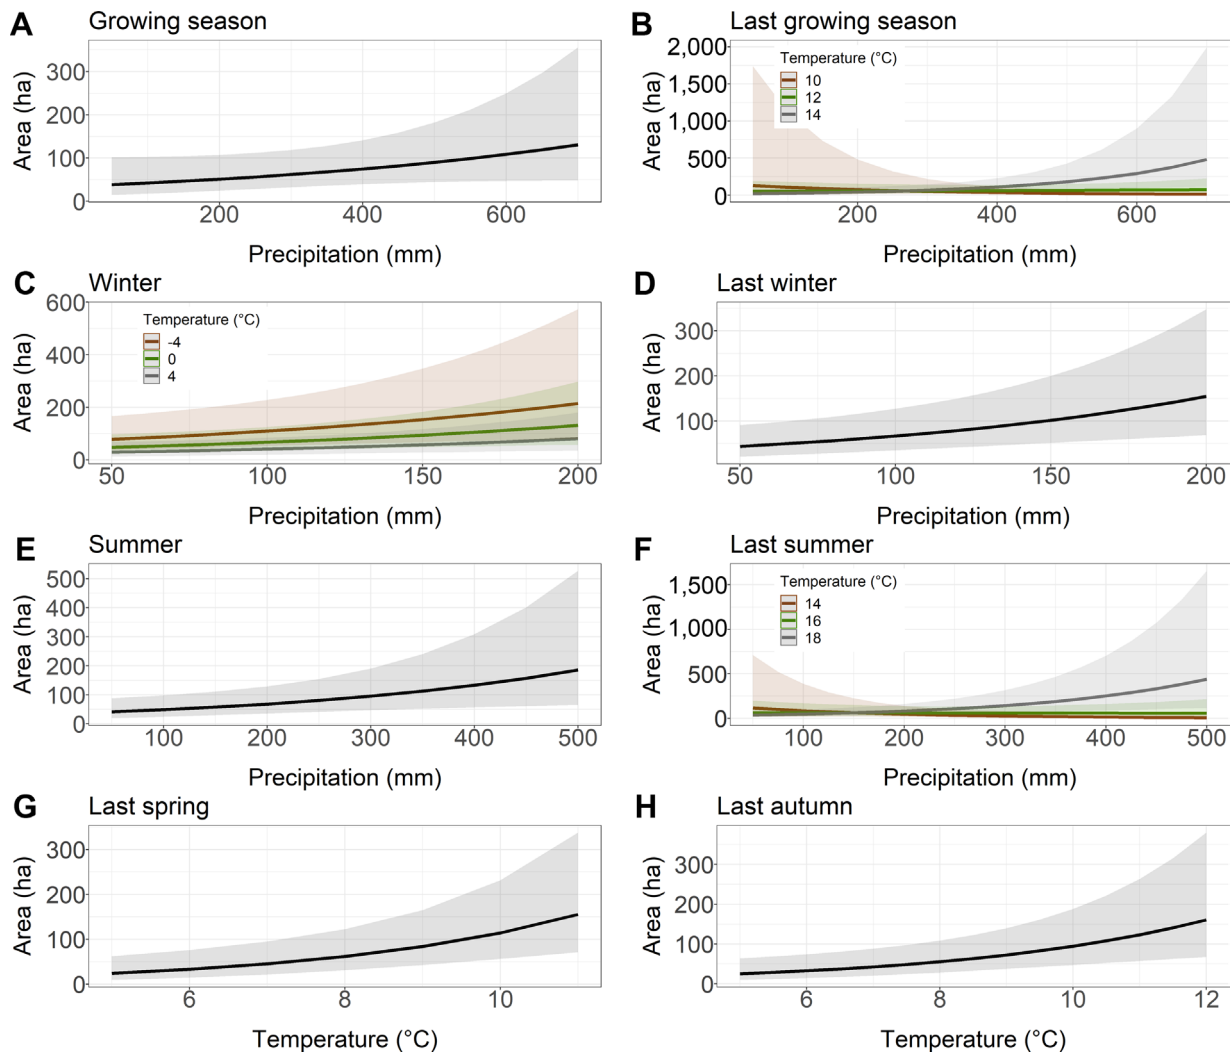 A Growing season
Area (ha)
300
200
100
0
200 400 600
Precipitation (mm)
B Last growing season
Area (ha)
2,000
1,500
1,000
500
0
Temperature (°C)
10
12
14
200 400 600
Precipitation (mm)
C Winter
Area (ha)
600
400
200
0
Temperature (°C)
-4
0
4
50 100 150 200
Precipitation (mm)
D Last winter
Area (ha)
300
200
100
50 100 150 200
Precipitation (mm)
E Summer
Area (ha)
500
400
300
200
100
0
100 200 300 400 500
Precipitation (mm)
F Last summer
Area (ha)
1,500
1,000
500
0
Temperature (°C)
14
16
18
100 200 300 400 500
Precipitation (mm)
G Last spring
Area (ha)
300
200
100
0
6 8 10
Temperature (°C)
H Last autumn
Area (ha)
300
200
100
0
6 8 10 12
Temperature (°C)